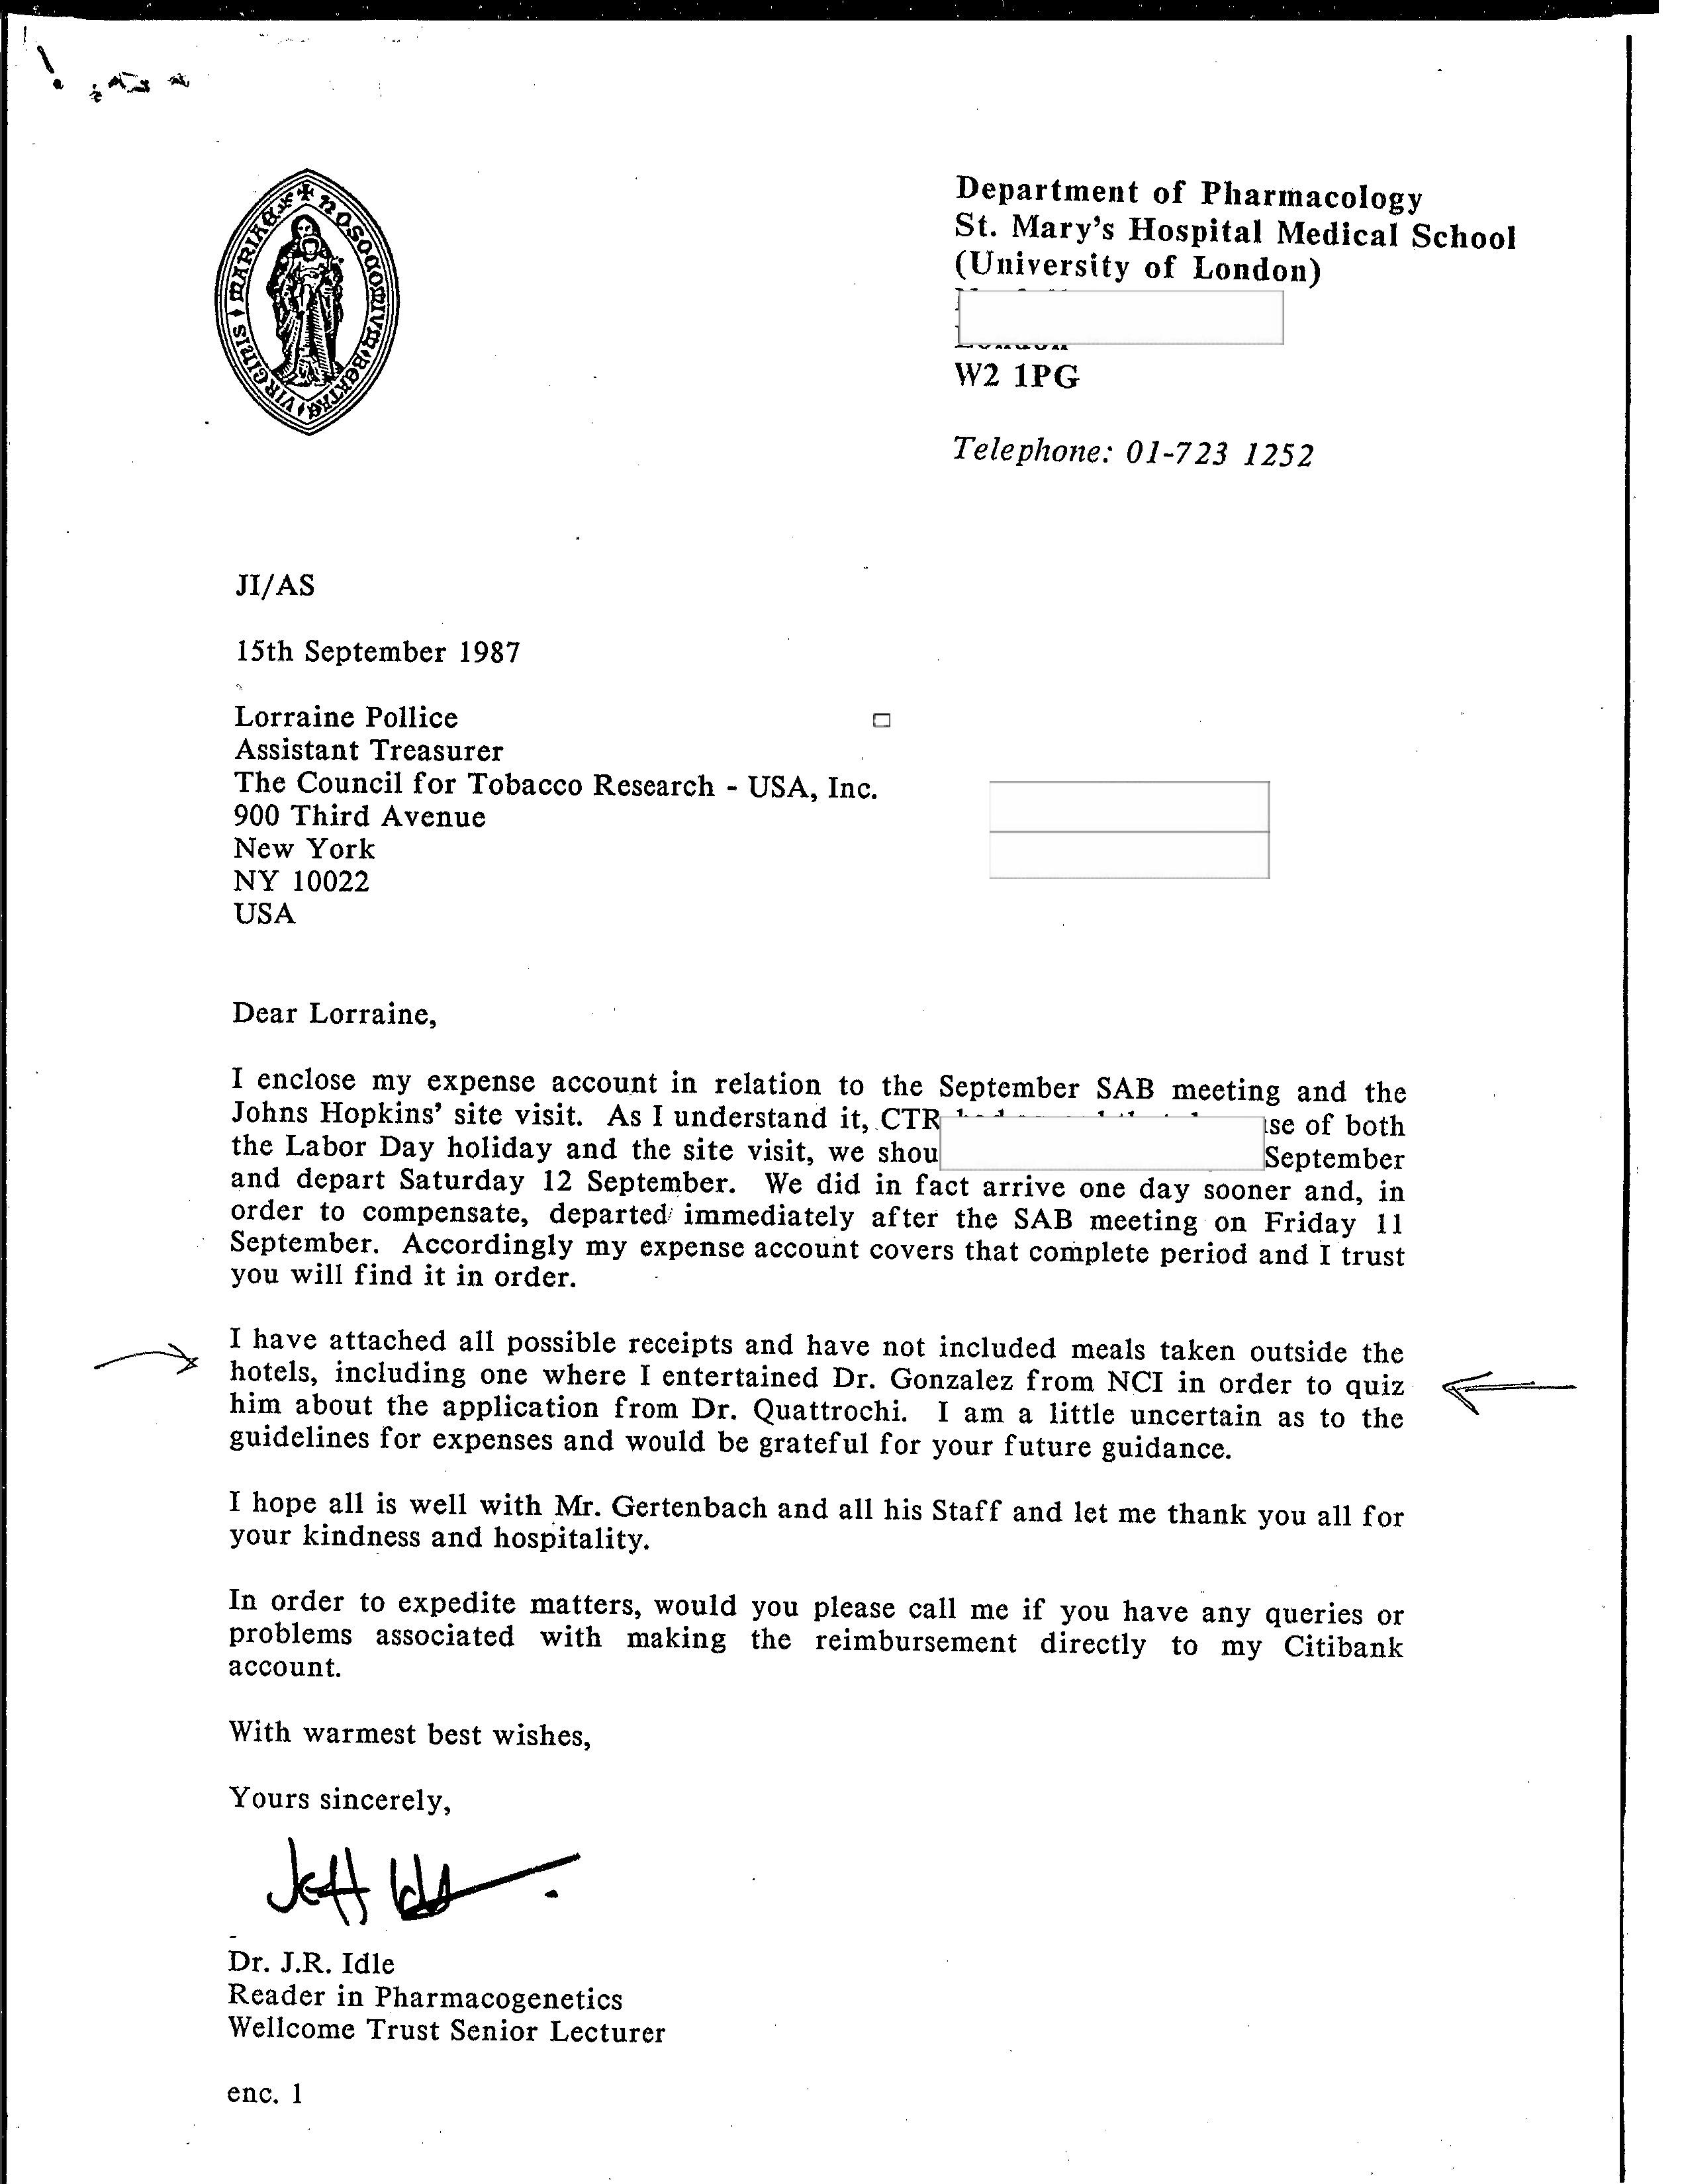 Department of Pharmacology
St. Mary's Hospital Medical School
(University of London)
London
W2 1PG
Telephone: 01-723 1252
NOSOCOMIVM BEATAE MARIAE VIRGINIS
JI/AS
15th September 1987
Lorraine Pollice
Assistant Treasurer
The Council for Tobacco Research - USA, Inc.
900 Third Avenue
New York
NY 10022
USA
Dear Lorraine,
I enclose my expense account in relation to the September SAB meeting and the
Johns Hopkins' site visit. As I understand it, CTR se of both
the Labor Day holiday and the site visit, we shou September
and depart Saturday 12 September. We did in fact arrive one day sooner and, in
order to compensate, departed immediately after the SAB meeting on Friday 11
September. Accordingly my expense account covers that complete period and I trust
you will find it in order.
I have attached all possible receipts and have not included meals taken outside the
hotels, including one where I entertained Dr. Gonzalez from NCI in order to quiz
him about the application from Dr. Quattrochi. I am a little uncertain as to the
guidelines for expenses and would be grateful for your future guidance.
I hope all is well with Mr. Gertenbach and all his Staff and let me thank you all for
your kindness and hospitality.
In order to expedite matters, would you please call me if you have any queries or
problems associated with making the reimbursement directly to my Citibank
account.
With warmest best wishes,
Yours sincerely,
Jeff Idle
Dr. J.R. Idle
Reader in Pharmacogenetics
Wellcome Trust Senior Lecturer
enc. 1